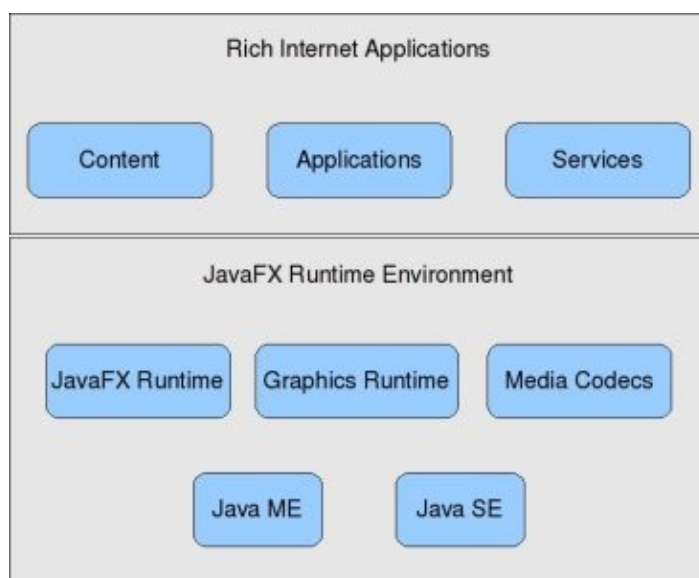 Rich Internet Applications
Content
Applications
Services
JavaFX Runtime Environment
JavaFX Runtime
Graphics Runtime
Media Codecs
Java ME
Java SE